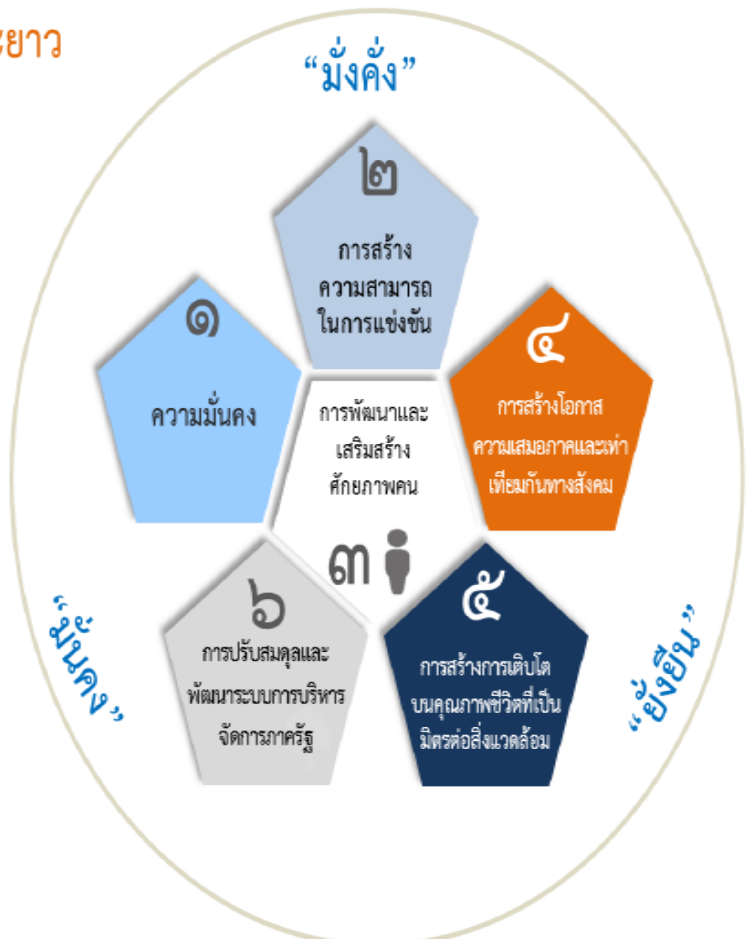 ะยาว
“มั่งคั่ง”
๒
การสร้าง
ความสามารถ
ในการแข่งขัน
๑
ความมั่นคง
๔
การสร้างโอกาส
ความเสมอภาคและเท่า
เทียมกันทางสังคม
การพัฒนาและ
เสริมสร้าง
ศักยภาพคน
๓
๖
การปรับสมดุลและ
พัฒนาระบบการบริหาร
จัดการภาครัฐ
๕
การสร้างการเติบโต
บนคุณภาพชีวิตที่เป็น
มิตรต่อสิ่งแวดล้อม
“มั่นคง”
“ยั่งยืน”